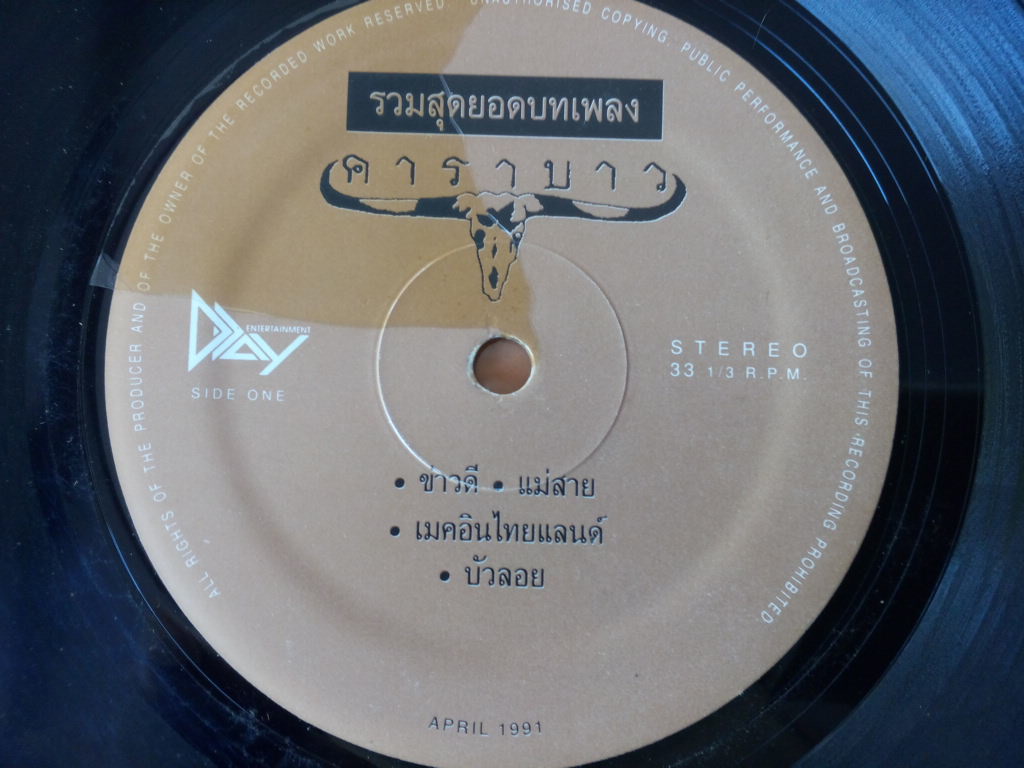 ALL RIGHTS OF THE PRODUCER AND OF THE OWNER OF THE RECORDED WORK RESERVED UNAUTHORISED COPYING, PUBLIC PERFORMANCE AND BROADCASTING OF THIS RECORDING PROHIBITED
รวมสุดยอดบทเพลง
คาราบาว
ENTERTAINMENT
SIDE ONE
STEREO
33 1/3 R.P.M.
• ข่าวดี • แม่สาย
• เมคอินไทยแลนด์
• บัวลอย
APRIL 1991